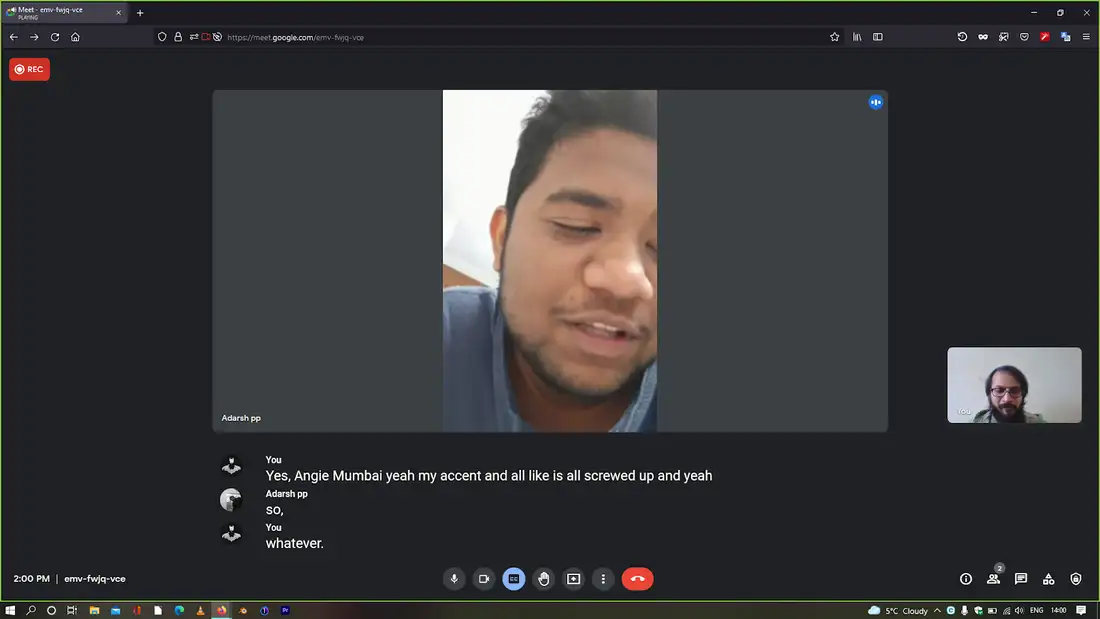 Meet - emv-fwjq-vce
PLAYING
https://meet.google.com/emv-fwjq-vce
REC
Adarsh pp
You
You
Yes, Angie Mumbai yeah my accent and all like is all screwed up and yeah
Adarsh pp
so,
You
whatever.
2:00 PM | emv-fwjq-vce
2
5°C Cloudy
ENG
14:00